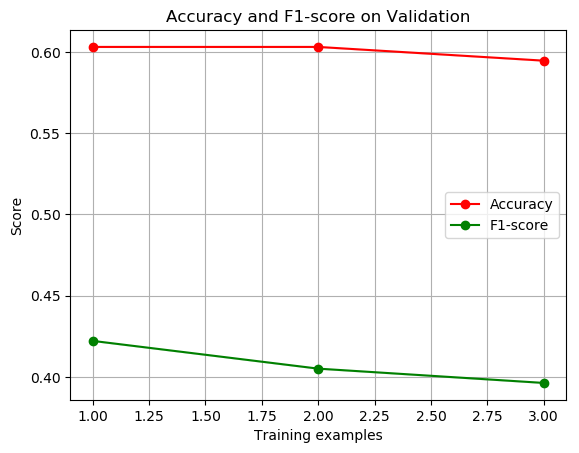 Accuracy and F1-score on Validation
0.60
0.55
0.50
0.45
0.40
Score
Accuracy
F1-score
1.00 1.25 1.50 1.75 2.00 2.25 2.50 2.75 3.00
Training examples